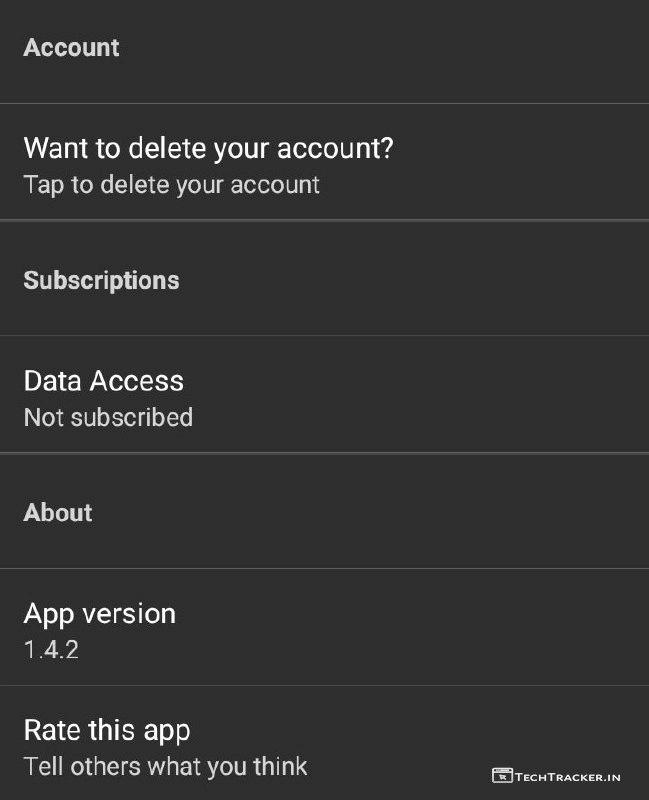 Account
Want to delete your account?
Tap to delete your account
Subscriptions
Data Access
Not subscribed
About
App version
1.4.2
Rate this app
Tell others what you think
TECHTRACKER.IN